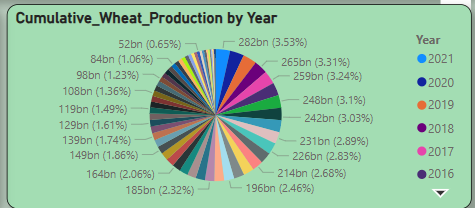 Cumulative_Wheat_Production by Year
52bn (0.65%)
282bn (3.53%)
84bn (1.06%)
265bn (3.31%)
98bn (1.23%)
259bn (3.24%)
108bn (1.36%)
248bn (3.1%)
119bn (1.49%)
242bn (3.03%)
129bn (1.61%)
231bn (2.89%)
139bn (1.74%)
226bn (2.83%)
149bn (1.86%)
214bn (2.68%)
164bn (2.06%)
196bn (2.46%)
185bn (2.32%)
Year
2021
2020
2019
2018
2017
2016